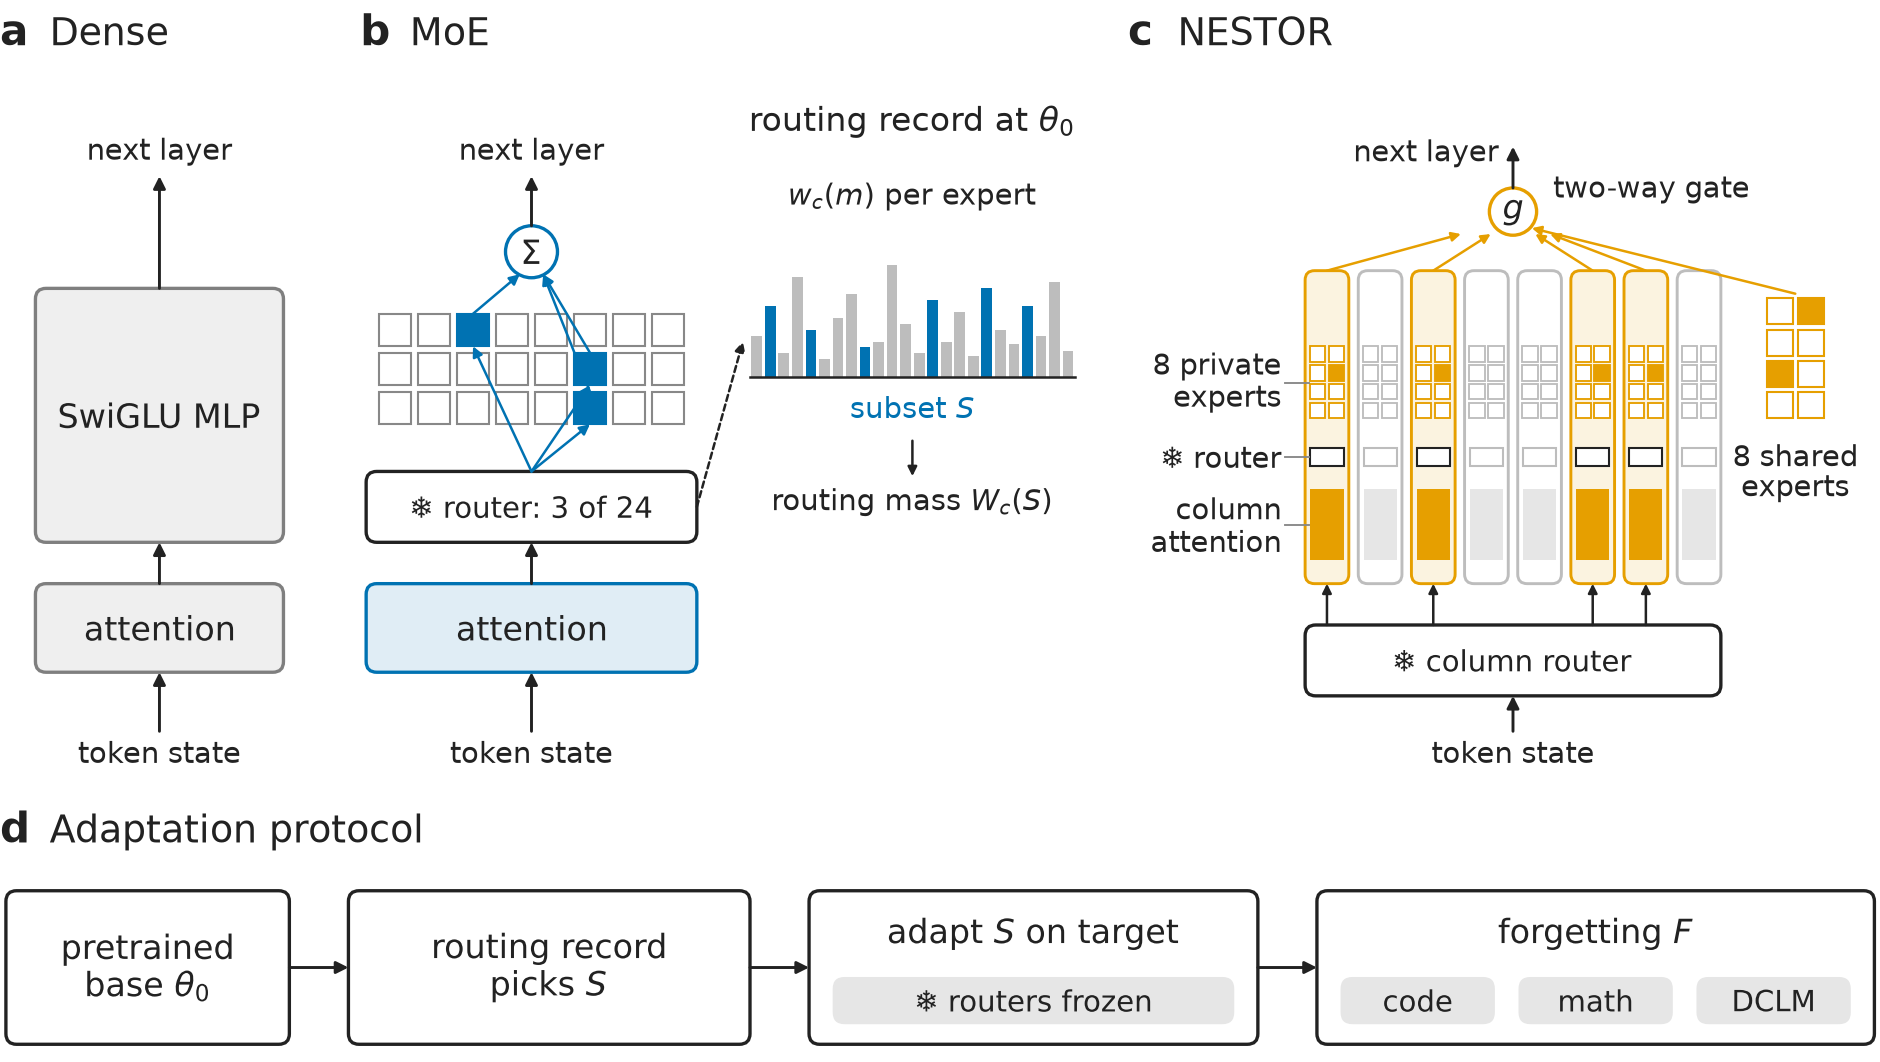 a Dense
next layer
SwiGLU MLP
attention
token state
b MoE
next layer
Σ
❄ router: 3 of 24
attention
token state
routing record at θ₀
w_c(m) per expert
subset S
routing mass W_c(S)
c NESTOR
next layer
two-way gate
g
8 private
experts
❄ router
column
attention
8 shared
experts
❄ column router
token state
d Adaptation protocol
pretrained
base θ₀
routing record
picks S
adapt S on target
❄ routers frozen
forgetting F
code
math
DCLM